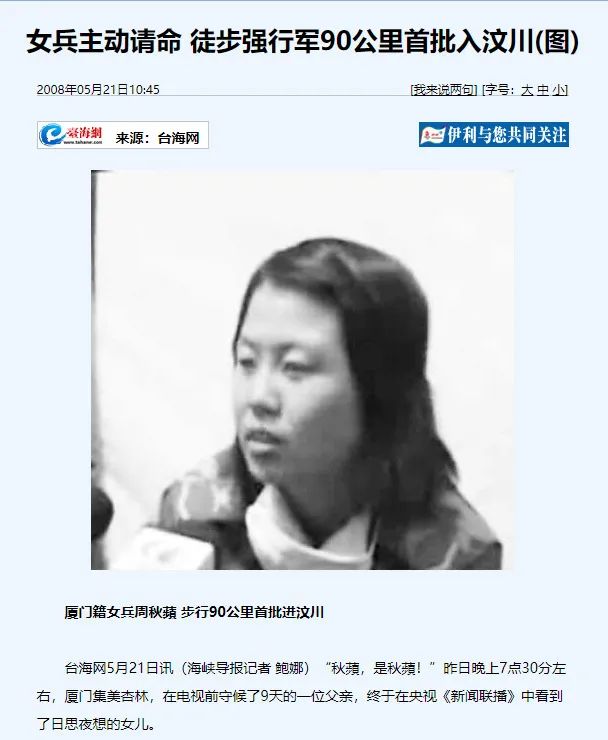 女兵主动请命 徒步强行军90公里首批入汶川(图)
2008年05月21日10:45 [我来说两句] [字号：大 中 小]
臺海網 www.taihainet.com 来源：台海网 伊利与您共同关注
厦门籍女兵周秋蘋 步行90公里首批进汶川
台海网5月21日讯（海峡导报记者 鲍娜）“秋蘋，是秋蘋！”昨日晚上7点30分左
右，厦门集美杏林，在电视前守候了9天的一位父亲，终于在央视《新闻联播》中看到
了日思夜想的女儿。